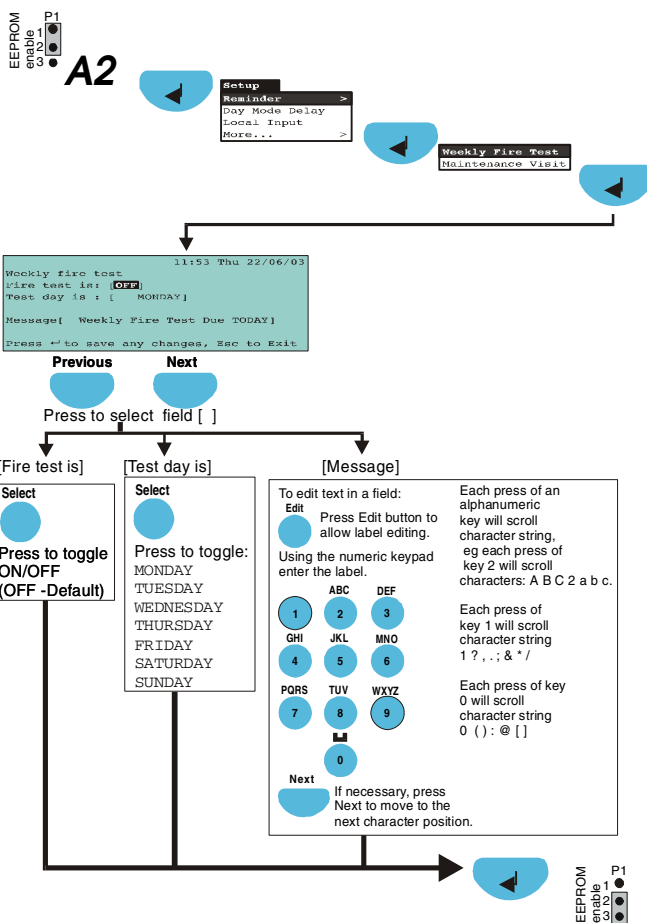 P1
EEPROM
enable
1
2
3
A2
Setup
Reminder >
Day Mode Delay
Local Input
More... >
Weekly Fire Test
Maintenance Visit
11:53 Thu 22/06/03
Weekly fire test
Fire test is: [OFF]
Test day is : [ MONDAY]
Message[ Weekly Fire Test Due TODAY]
Press ↵ to save any changes, Esc to Exit
Previous Next
Press to select field [ ]
[Fire test is] [Test day is] [Message]
Select
Press to toggle
ON/OFF
(OFF -Default)
Select
Press to toggle:
MONDAY
TUESDAY
WEDNESDAY
THURSDAY
FRIDAY
SATURDAY
SUNDAY
To edit text in a field:
Edit
Press Edit button to
allow label editing.
Using the numeric keypad
enter the label.
ABC DEF
1 2 3
GHI JKL MNO
4 5 6
PQRS TUV WXYZ
7 8 9
0
Next
If necessary, press
Next to move to the
next character position.
Each press of an
alphanumeric
key will scroll
character string,
eg each press of
key 2 will scroll
characters: A B C 2 a b c.
Each press of
key 1 will scroll
character string
1 ? , . ; & * /
Each press of key
0 will scroll
character string
0 ( ) : @ [ ]
P1
EEPROM
enable
1
2
3